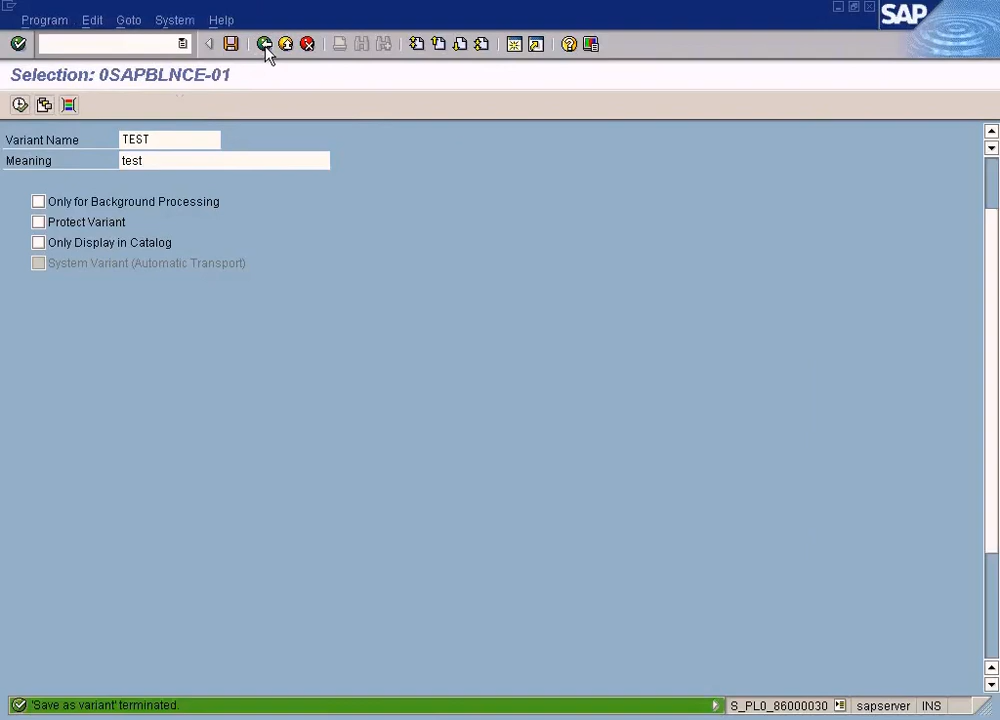 Program Edit Goto System Help
SAP
Selection: 0SAPBLNCE-01
Variant Name TEST
Meaning test
Only for Background Processing
Protect Variant
Only Display in Catalog
System Variant (Automatic Transport)
'Save as variant' terminated. S_PL0_86000030 sapserver INS